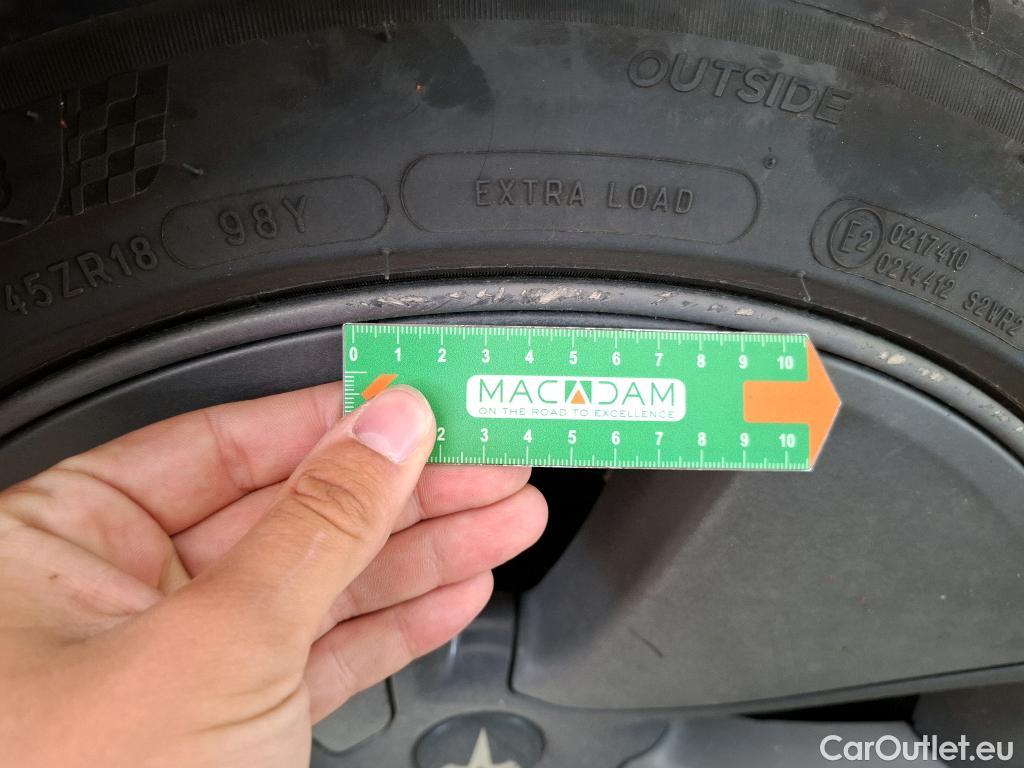 OUTSIDE
EXTRA LOAD
98Y
45ZR18
E2
0217410
0214412 S2WR2
0 1 2 3 4 5 6 7 8 9 10
MACADAM
ON THE ROAD TO EXCELLENCE
2 3 4 5 6 7 8 9 10
CarOutlet.eu